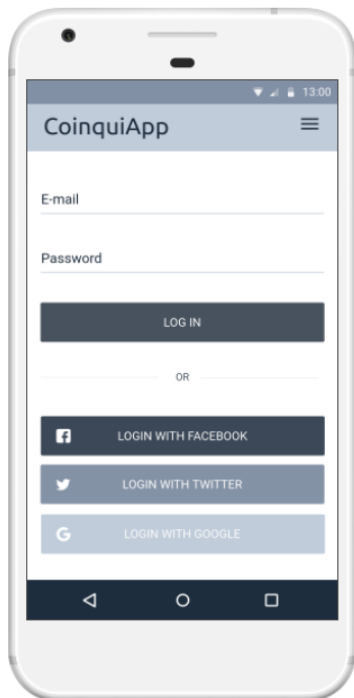 13:00
CoinquiApp
E-mail
Password
LOG IN
OR
LOGIN WITH FACEBOOK
LOGIN WITH TWITTER
LOGIN WITH GOOGLE